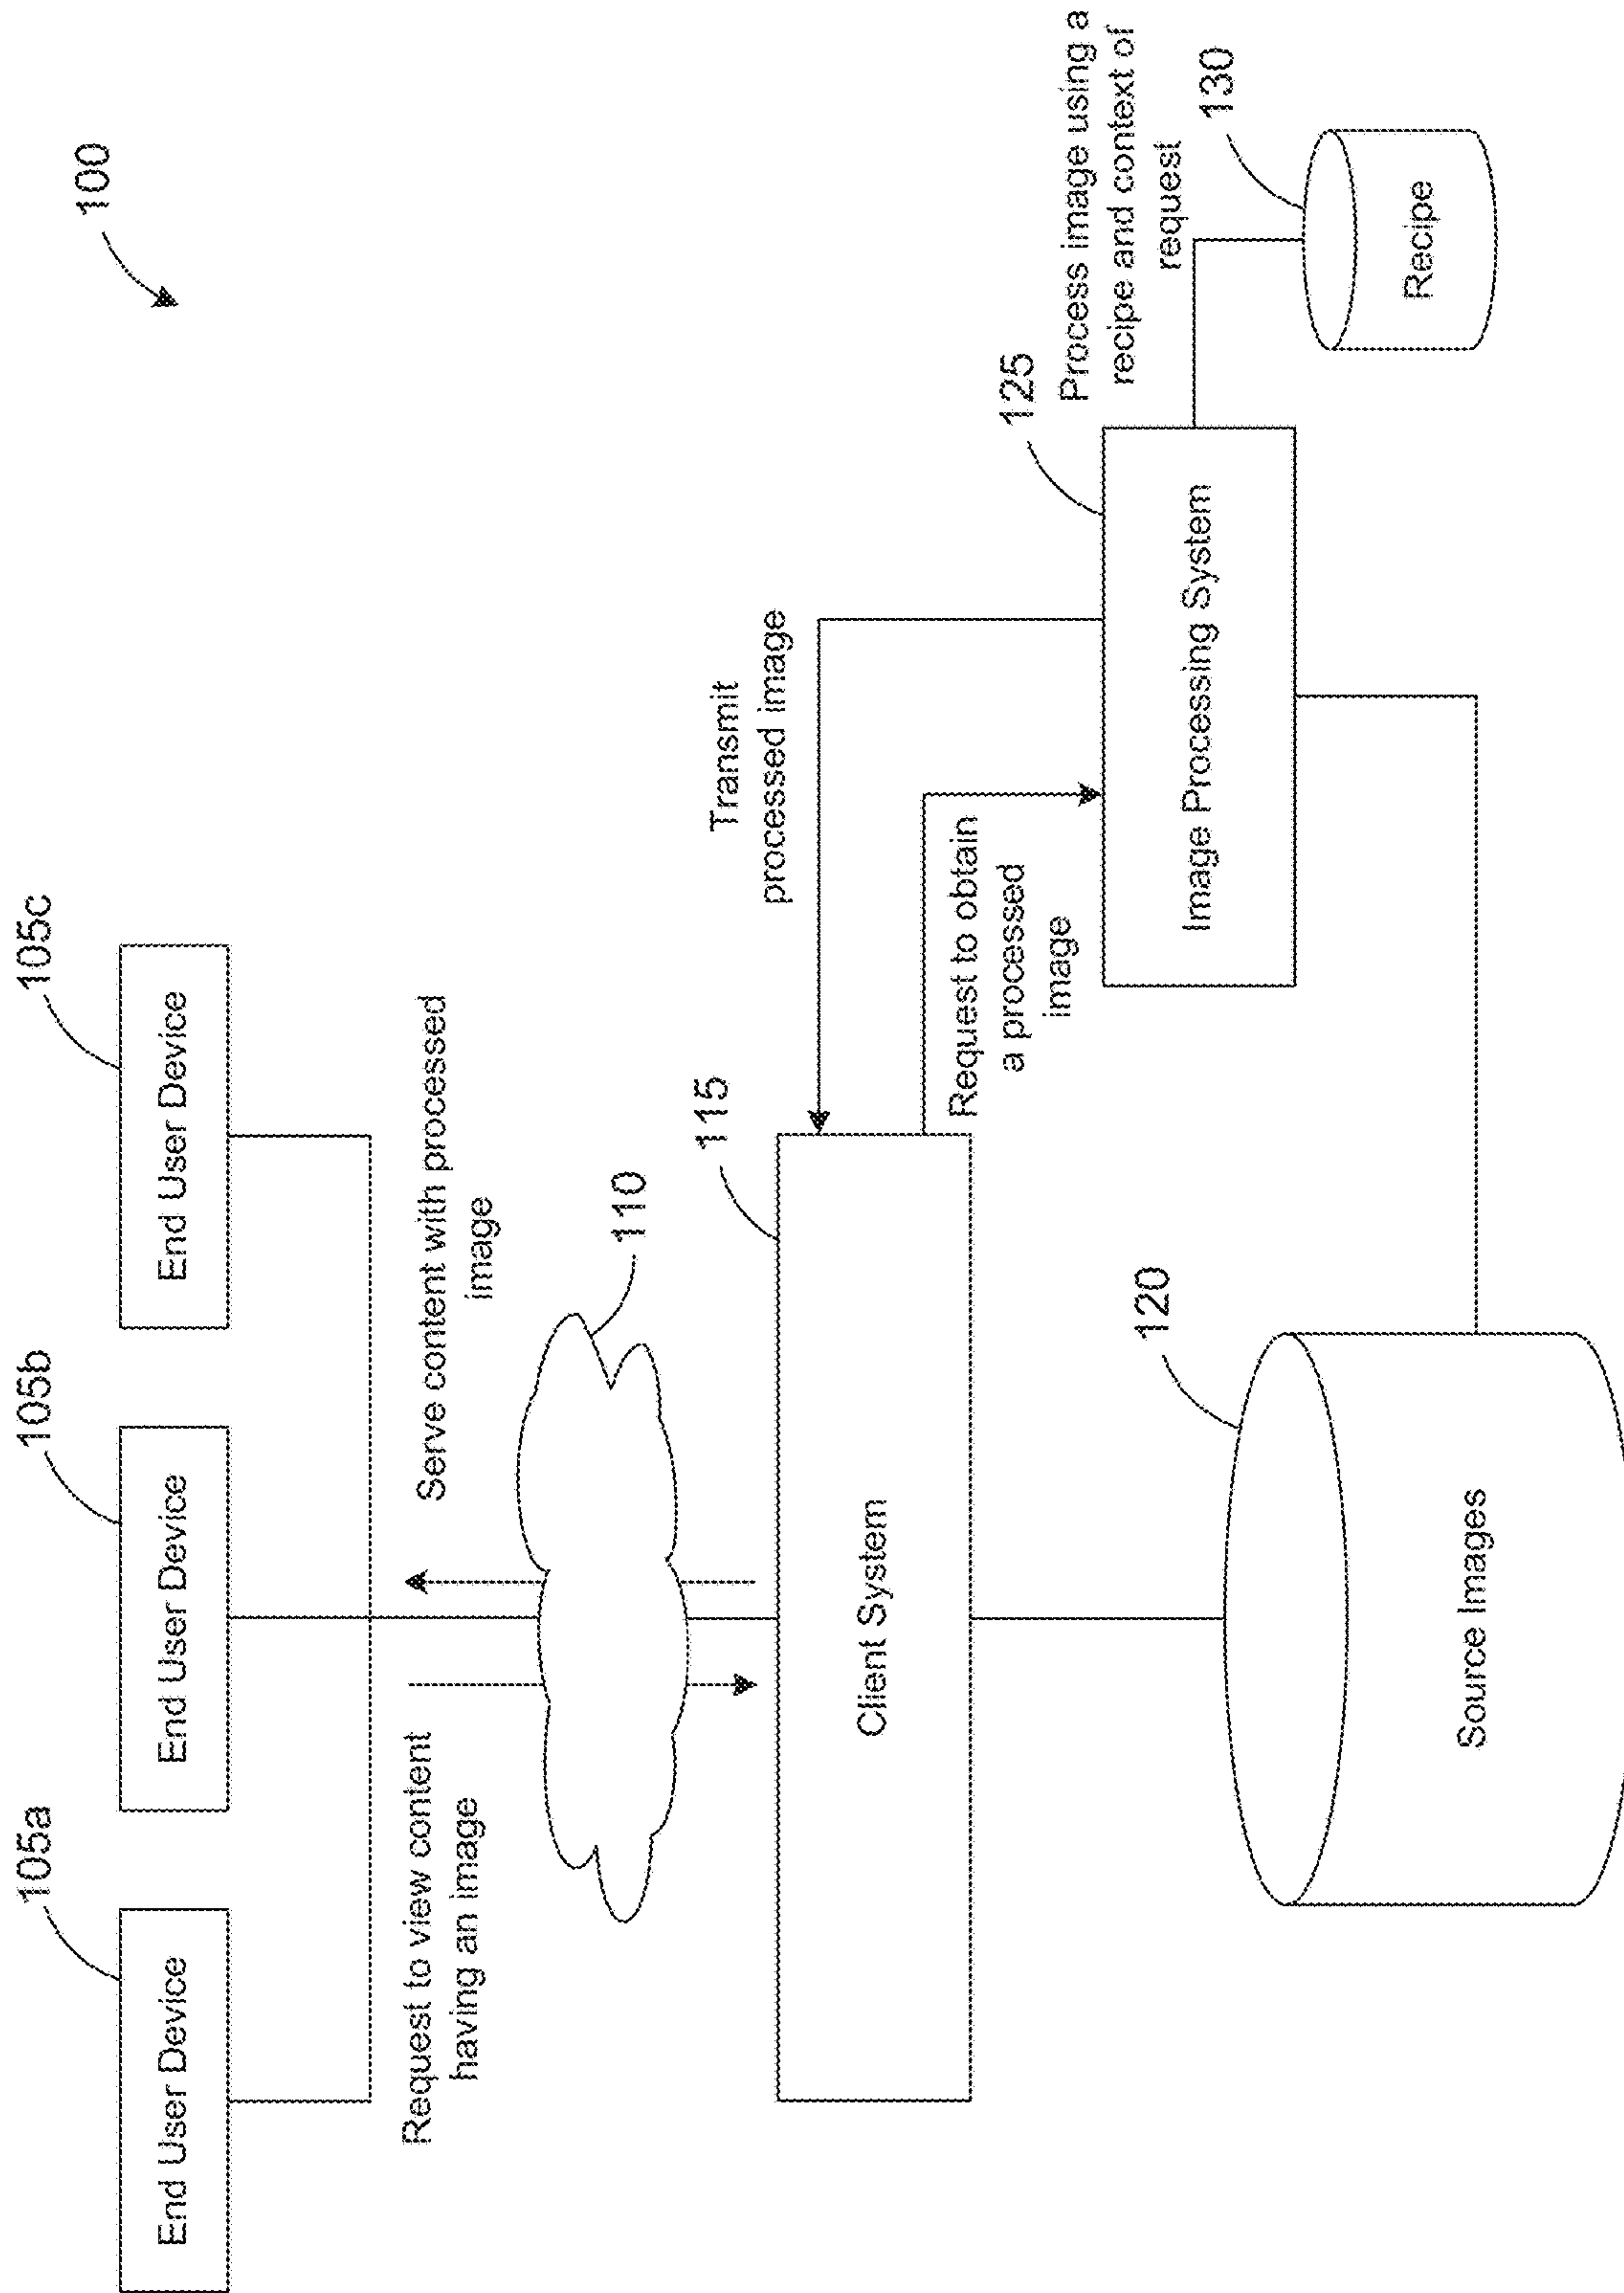 100
105a
105b
105c
End User Device
End User Device
End User Device
Request to view content
having an image
Serve content with processed
image
110
115
Client System
Transmit
processed image
Request to obtain
a processed
image
120
Source Images
125
Image Processing System
Process image using a
recipe and context of
request
130
Recipe